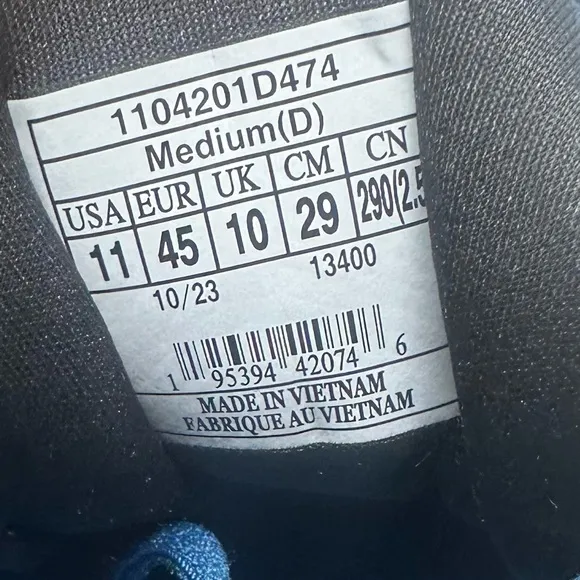 1104201D474
Medium(D)
USA EUR UK CM CN
11 45 10 29 290(2.5
10/23 13400
1 95394 42074 6
MADE IN VIETNAM
FABRIQUE AU VIETNAM